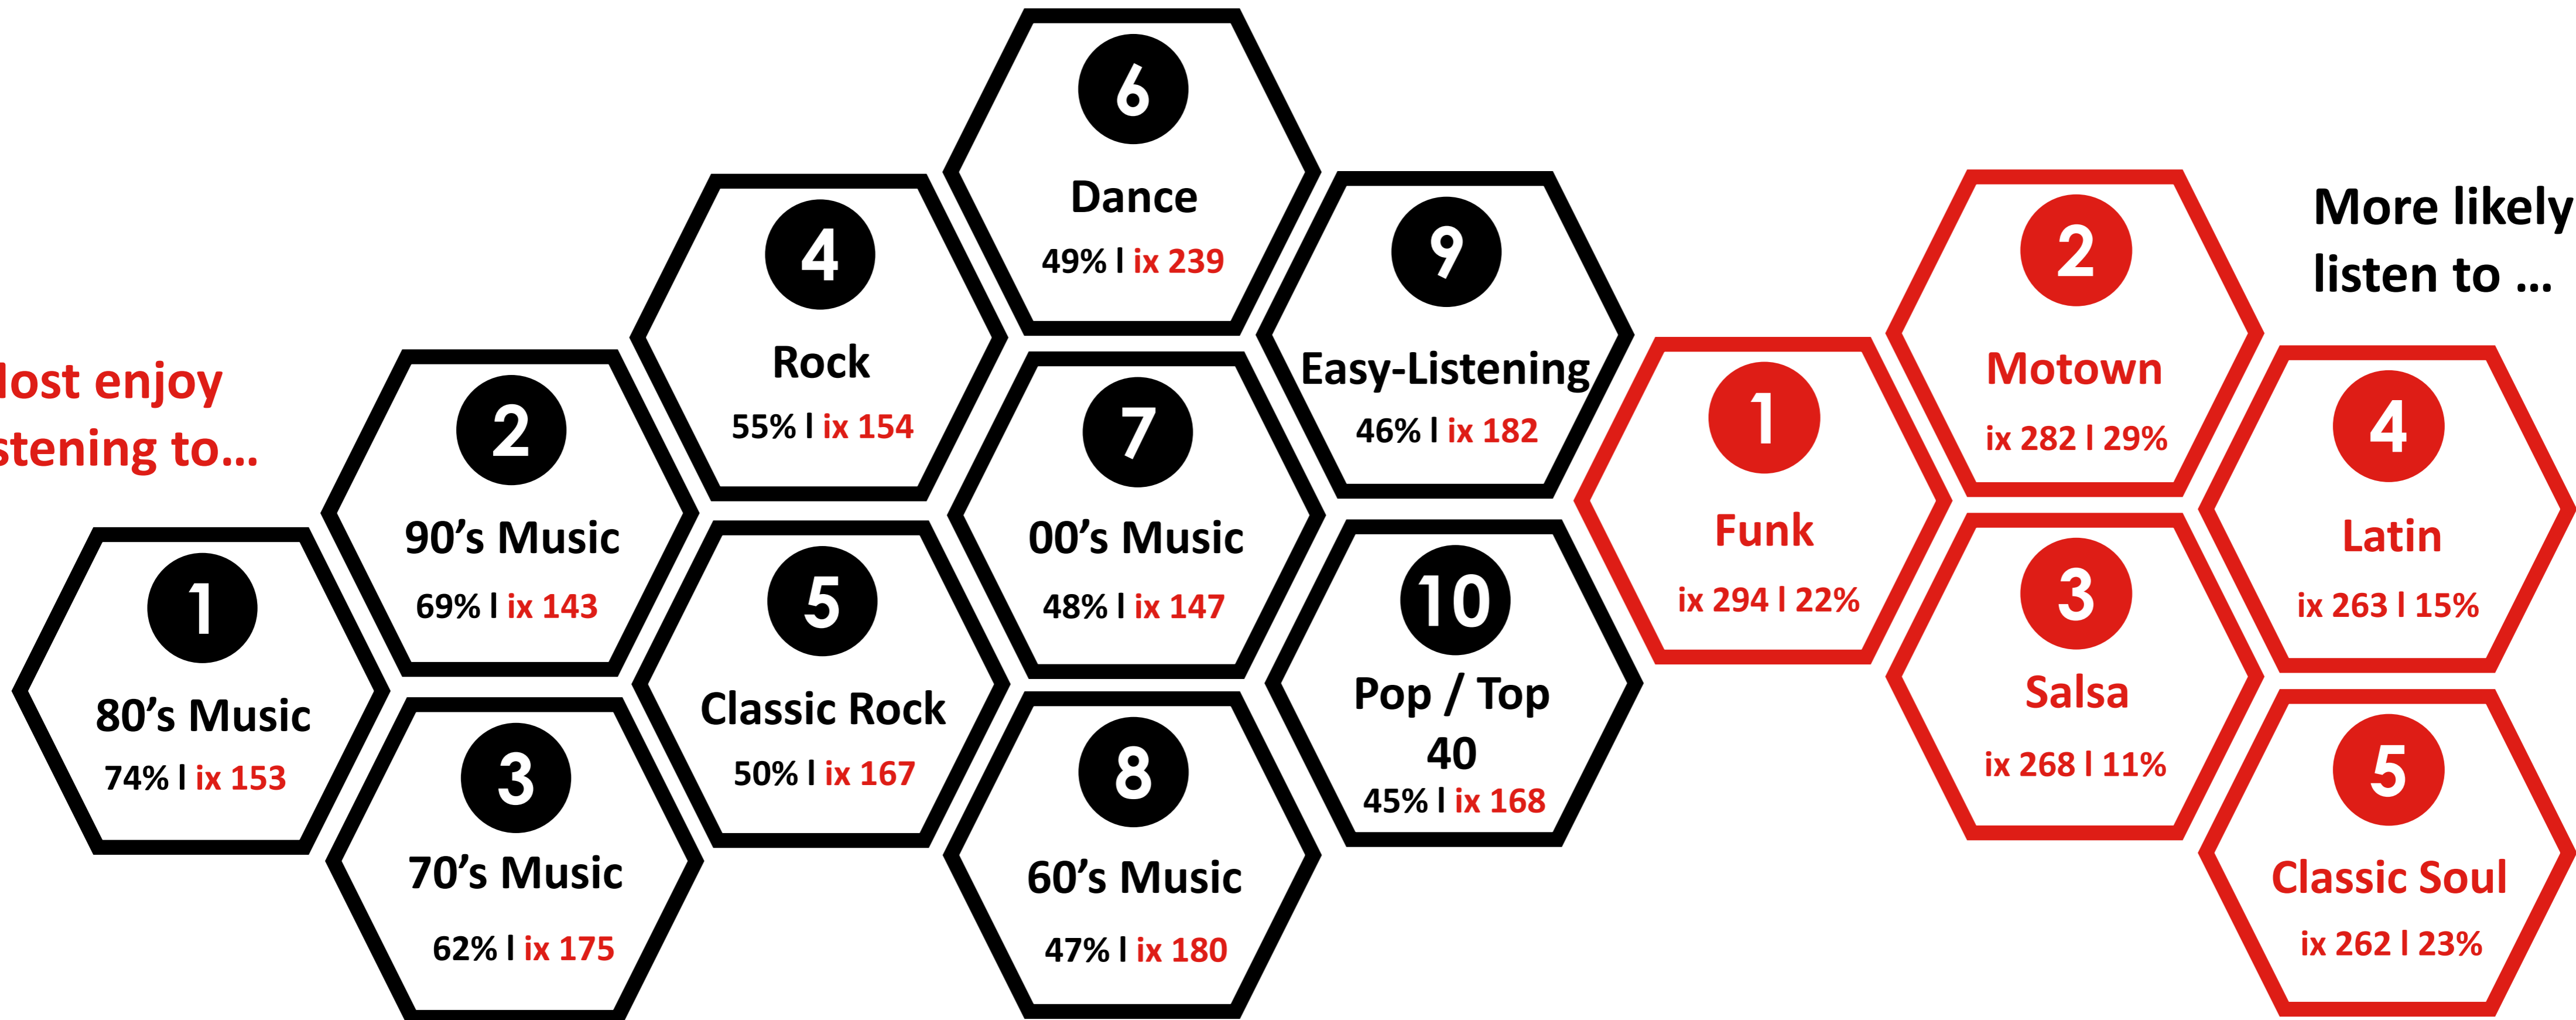 enjoy
to…
1
80’s Music
74% l ix 153
2
90’s Music
69% l ix 143
3
70’s Music
62% l ix 175
4
Rock
55% l ix 154
5
Classic Rock
50% l ix 167
6
Dance
49% l ix 239
7
00’s Music
48% l ix 147
8
60’s Music
47% l ix 180
9
Easy-Listening
46% l ix 182
10
Pop / Top
40
45% l ix 168
More likely
listen to …
1
Funk
ix 294 l 22%
2
Motown
ix 282 l 29%
3
Salsa
ix 268 l 11%
4
Latin
ix 263 l 15%
5
Classic Soul
ix 262 l 23%